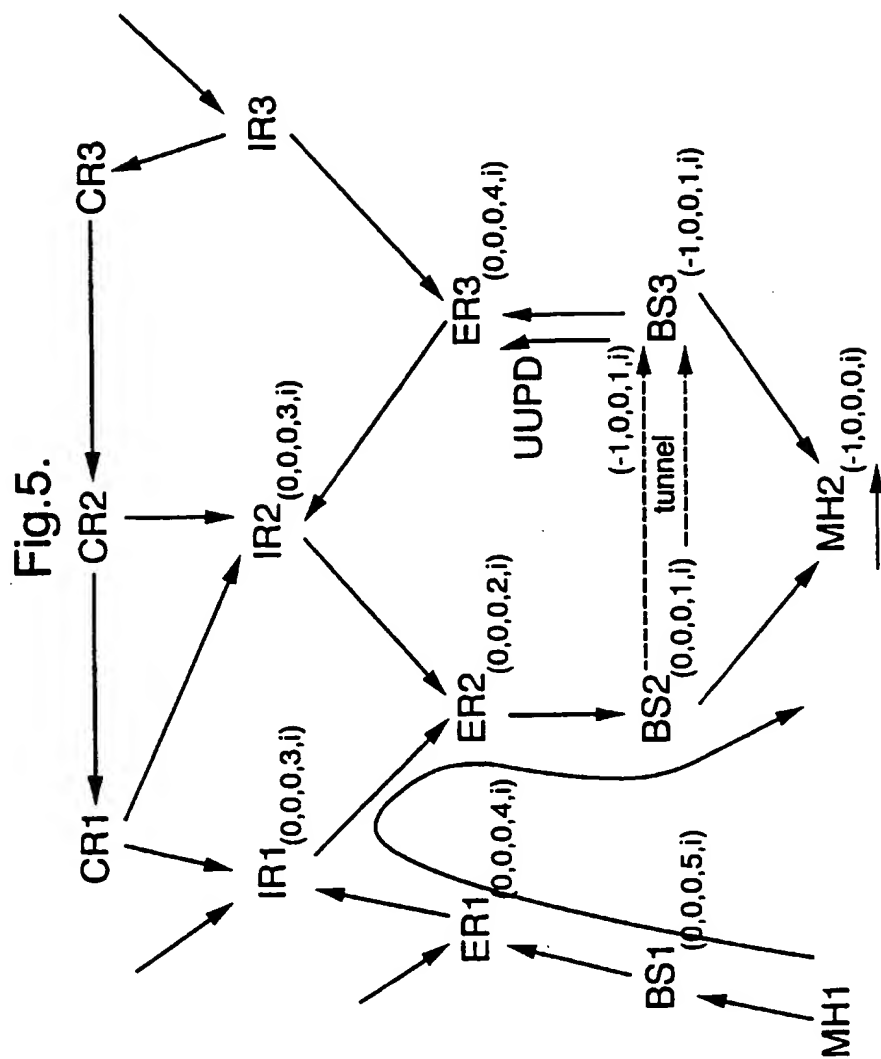 Fig.5.
CR1
CR2
CR3
IR1(0,0,0,3,i)
IR2(0,0,0,3,i)
IR3
ER1(0,0,0,4,i)
ER2(0,0,0,2,i)
ER3(0,0,0,4,i)
UUPD
(-1,0,0,1,i)
BS1(0,0,0,5,i)
BS2(0,0,0,1,i)
tunnel
BS3(-1,0,0,1,i)
MH1
MH2(-1,0,0,0,i)